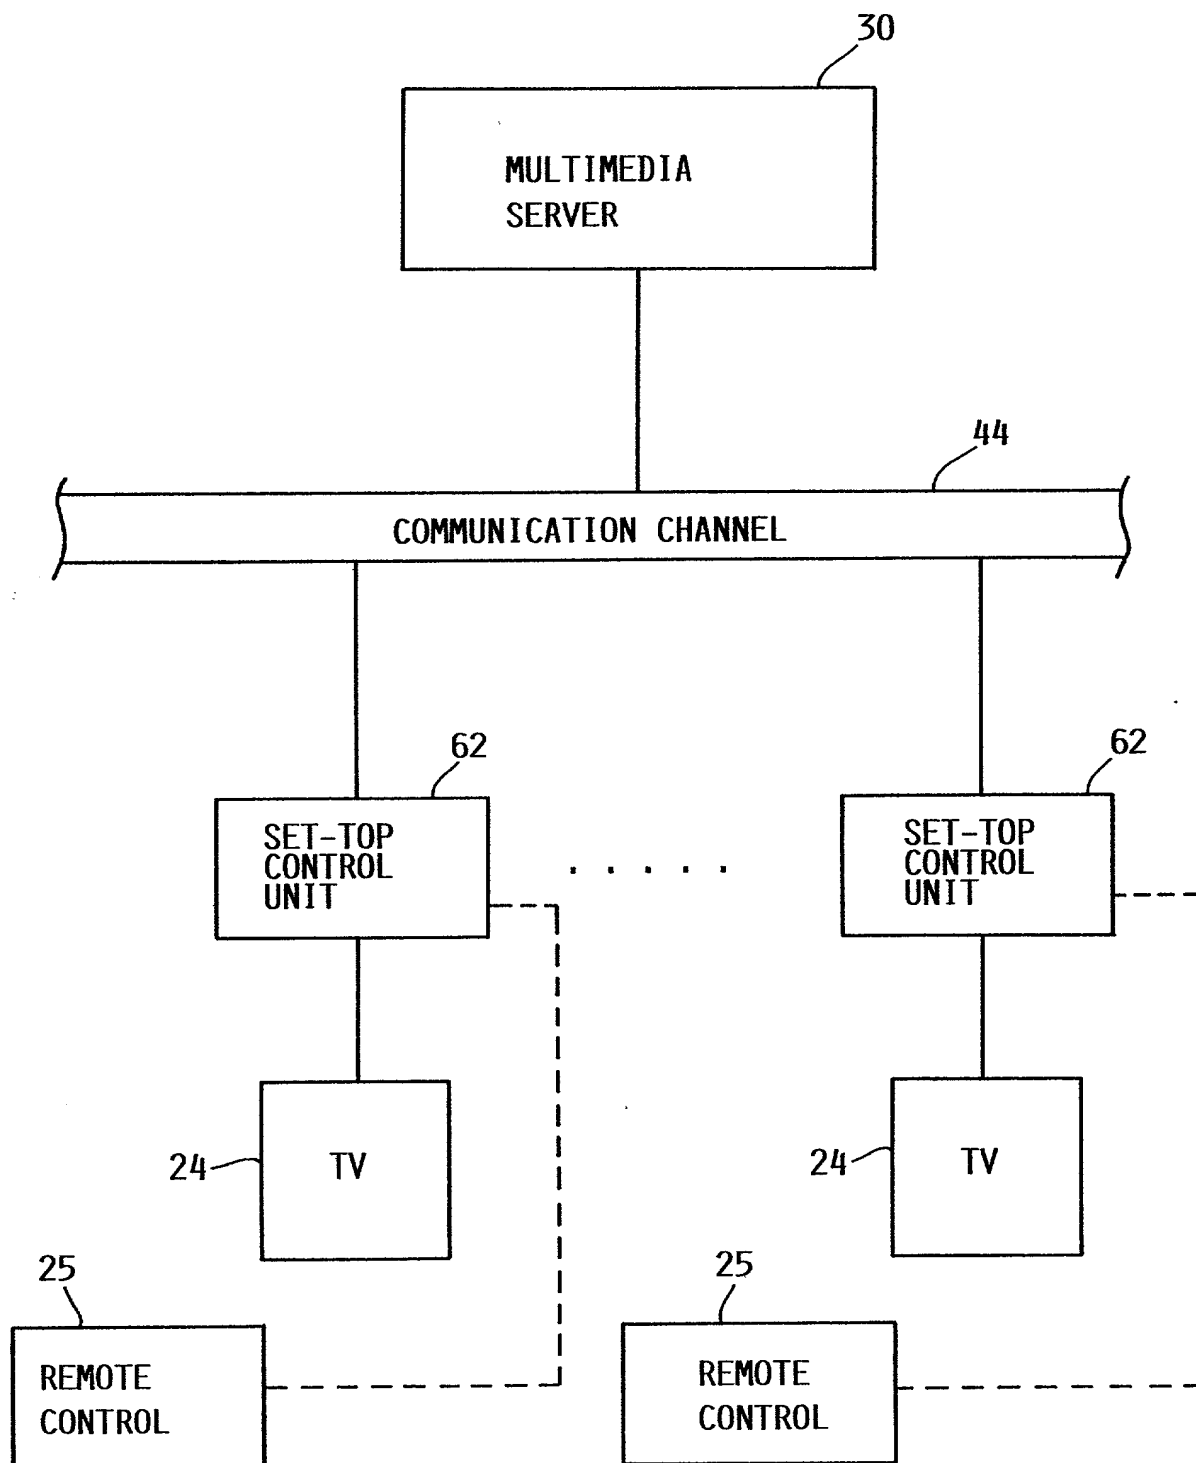 30
MULTIMEDIA
SERVER
44
COMMUNICATION CHANNEL
62
62
SET-TOP
CONTROL
UNIT
. . . . .
SET-TOP
CONTROL
UNIT
24
TV
24
TV
25
25
REMOTE
CONTROL
REMOTE
CONTROL